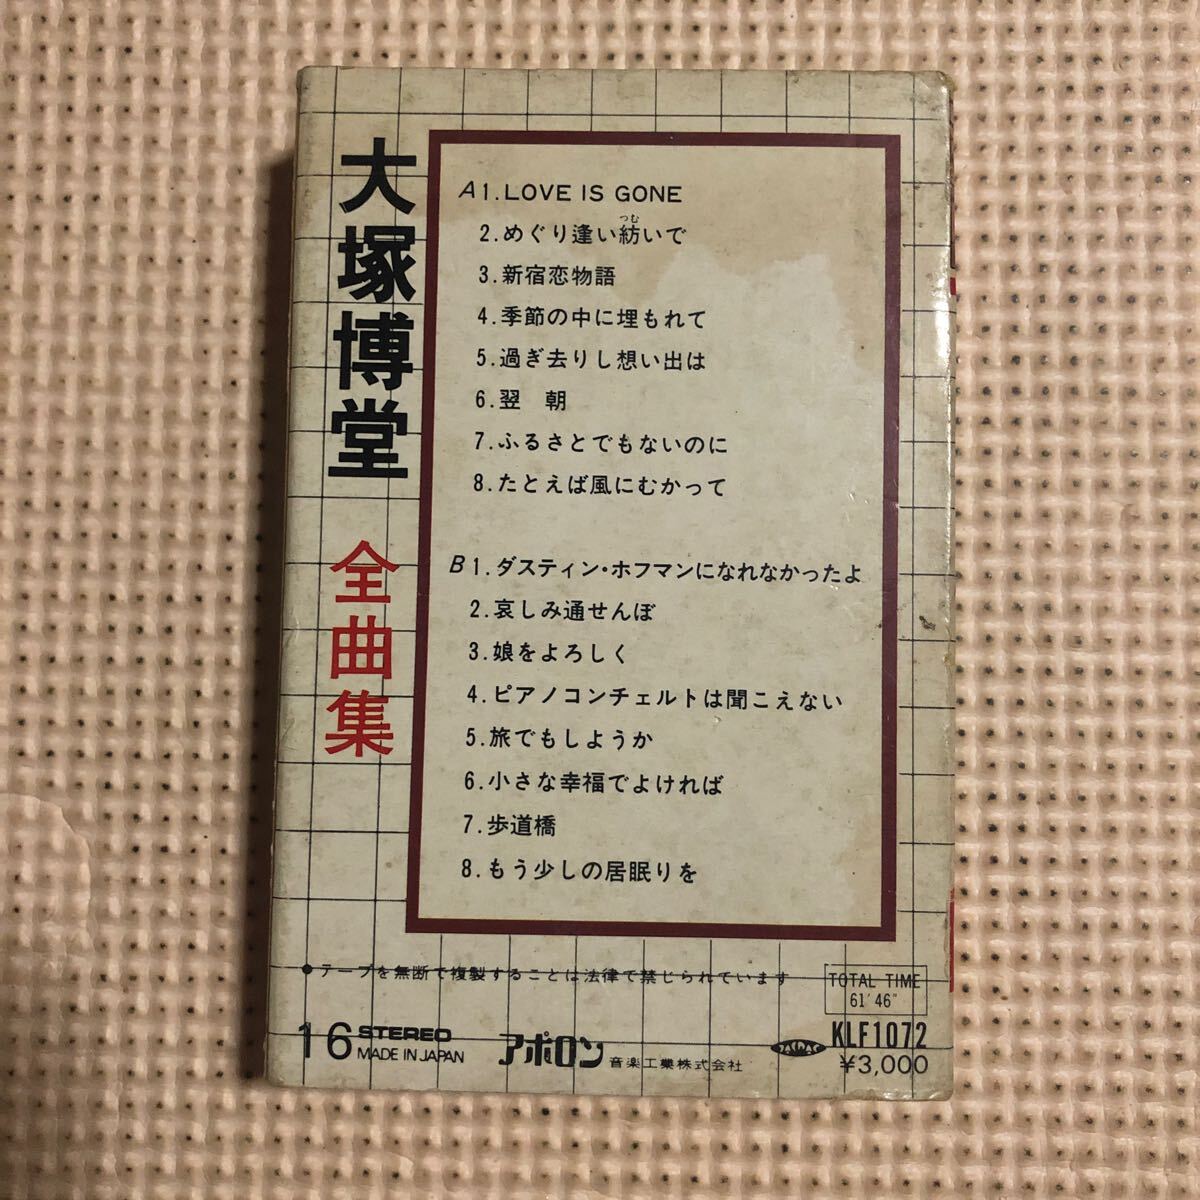 大塚博堂
全曲集
A 1.LOVE IS GONE
つむ
2.めぐり逢い紡いで
3.新宿恋物語
4.季節の中に埋もれて
5.過ぎ去りし想い出は
6.翌　朝
7.ふるさとでもないのに
8.たとえば風にむかって
B 1.ダスティン・ホフマンになれなかったよ
2.哀しみ通せんぼ
3.娘をよろしく
4.ピアノコンチェルトは聞こえない
5.旅でもしようか
6.小さな幸福でよければ
7.歩道橋
8.もう少しの居眠りを
●テープを無断で複製することは法律で禁じられています
TOTAL TIME
61'46"
16 STEREO
MADE IN JAPAN
アポロン 音楽工業株式会社
KLF1072
¥3,000